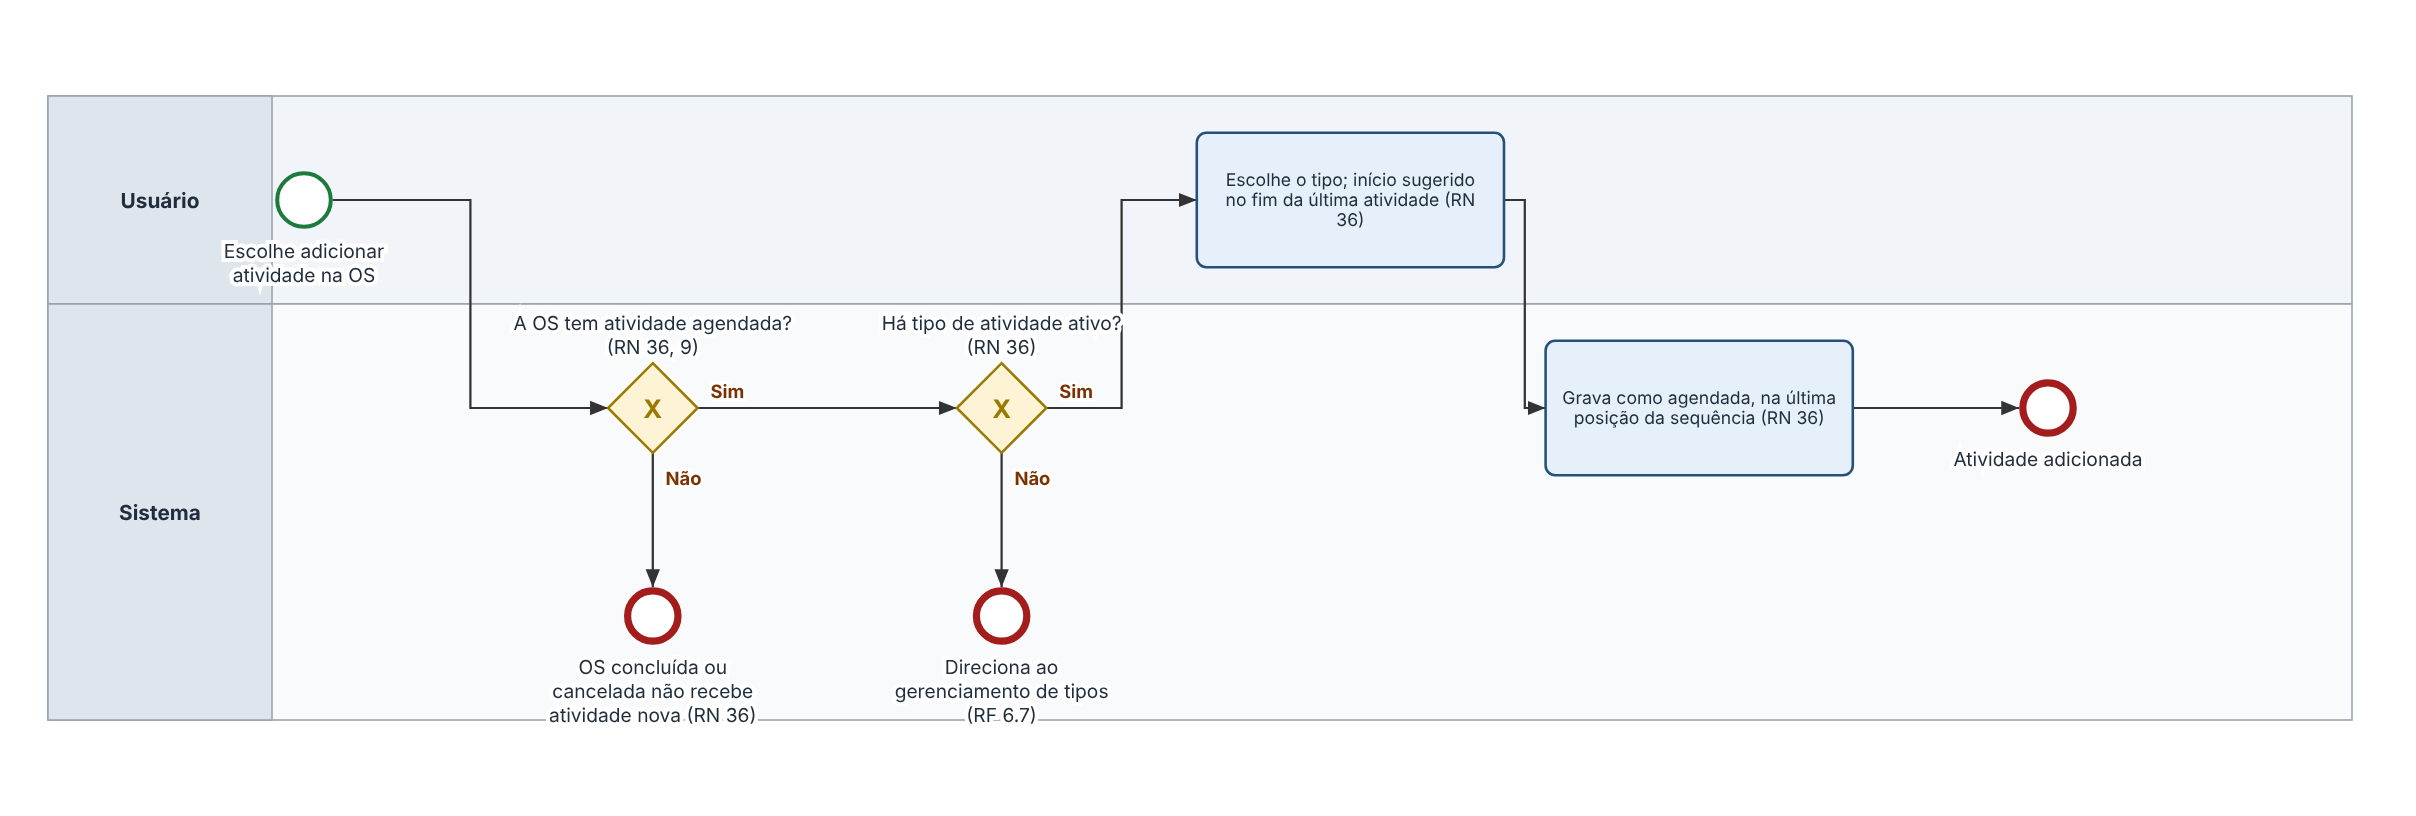 Usuário
Escolhe adicionar
atividade na OS
Escolhe o tipo; início sugerido
no fim da última atividade (RN
36)
Sistema
A OS tem atividade agendada?
(RN 36, 9)
X
Sim
Não
Há tipo de atividade ativo?
(RN 36)
X
Sim
Não
Grava como agendada, na última
posição da sequência (RN 36)
Atividade adicionada
OS concluída ou
cancelada não recebe
atividade nova (RN 36)
Direciona ao
gerenciamento de tipos
(RF 6.7)